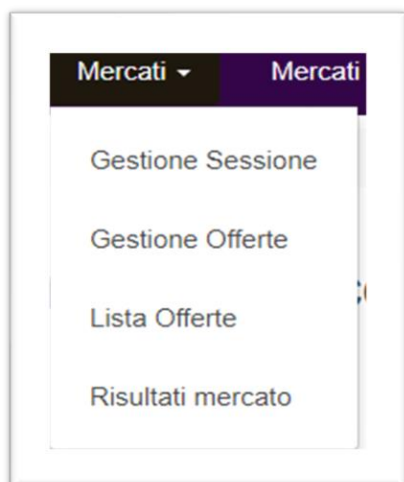 Mercati Mercati
Gestione Sessione
Gestione Offerte
Lista Offerte
Risultati mercato